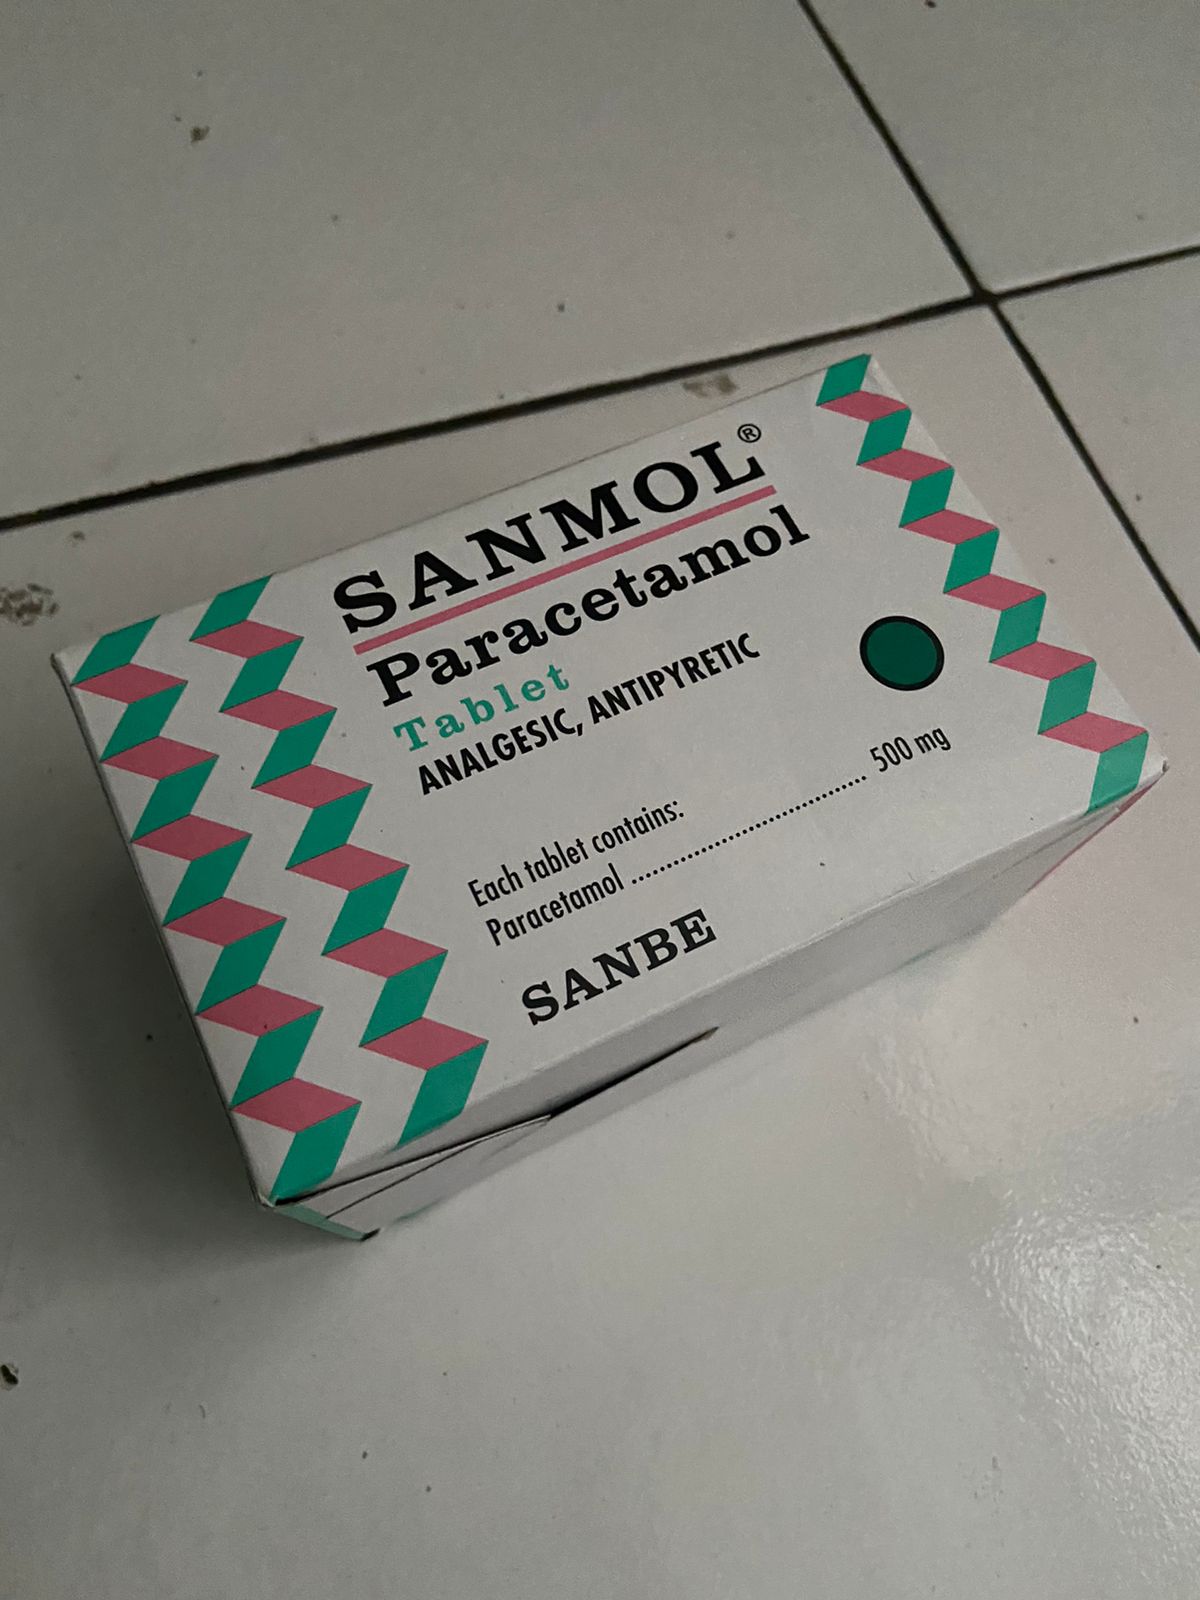 SANMOL®
Paracetamol
Tablet
ANALGESIC, ANTIPYRETIC
Each tablet contains:
Paracetamol ........................................ 500 mg
SANBE